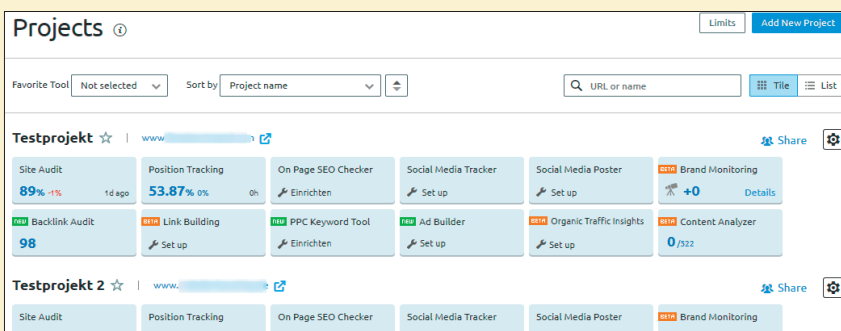 Projects
Limits Add New Project
Favorite Tool Not selected Sort by Project name URL or name Tile List
Testprojekt | www. Share
Site Audit Position Tracking On Page SEO Checker Social Media Tracker Social Media Poster BETA Brand Monitoring
89% -1% 1d ago 53.87% 0% 0h Einrichten Set up Set up +0 Details
NEW Backlink Audit BETA Link Building NEW PPC Keyword Tool NEW Ad Builder BETA Organic Traffic Insights BETA Content Analyzer
98 Set up Einrichten Set up Set up 0/522
Testprojekt 2 | www. Share
Site Audit Position Tracking On Page SEO Checker Social Media Tracker Social Media Poster BETA Brand Monitoring